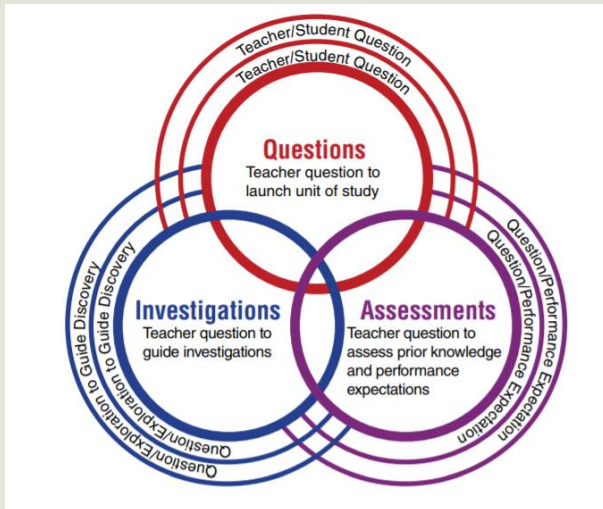 Teacher/Student Question
Teacher/Student Question
Questions
Teacher question to
launch unit of study
Investigations
Teacher question to
guide investigations
Assessments
Teacher question to
assess prior knowledge
and performance
expectations
Question/Exploration to Guide Discovery
Question/Exploration to Guide Discovery
Question/Performance Expectation
Question/Performance Expectation